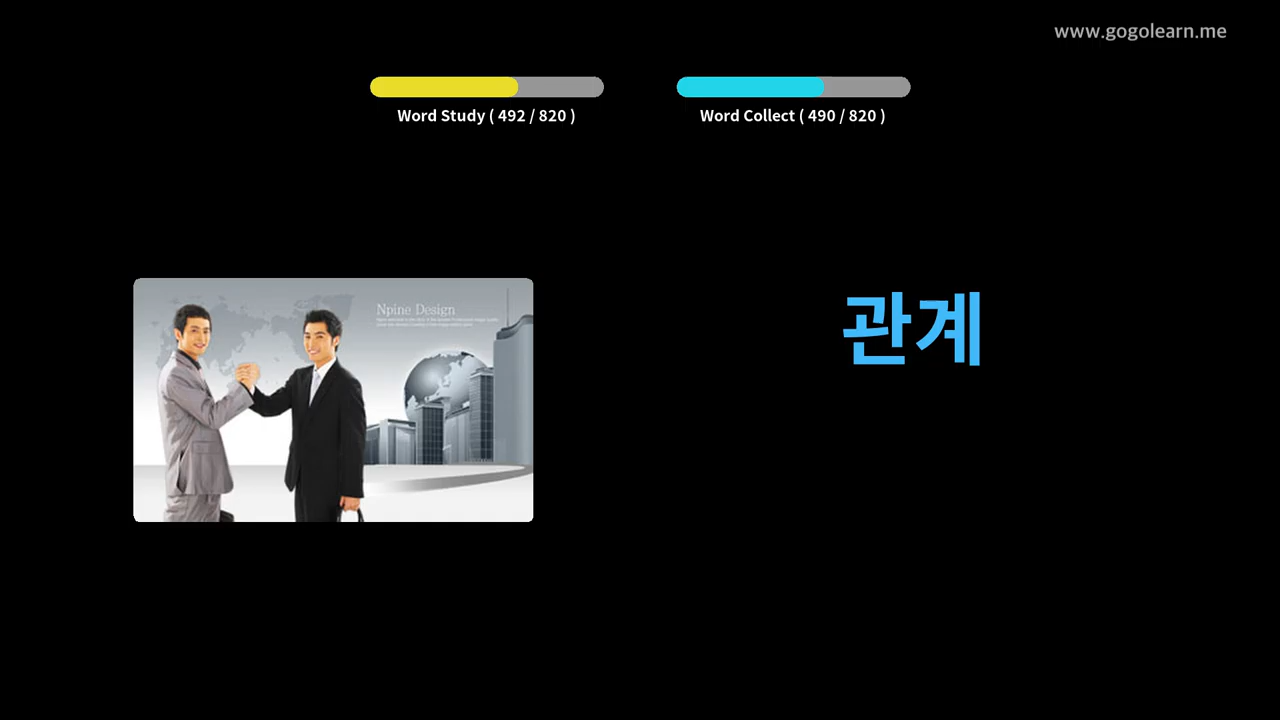 www.gogolearn.me
Word Study ( 492 / 820 )
Word Collect ( 490 / 820 )
Npine Design
관계